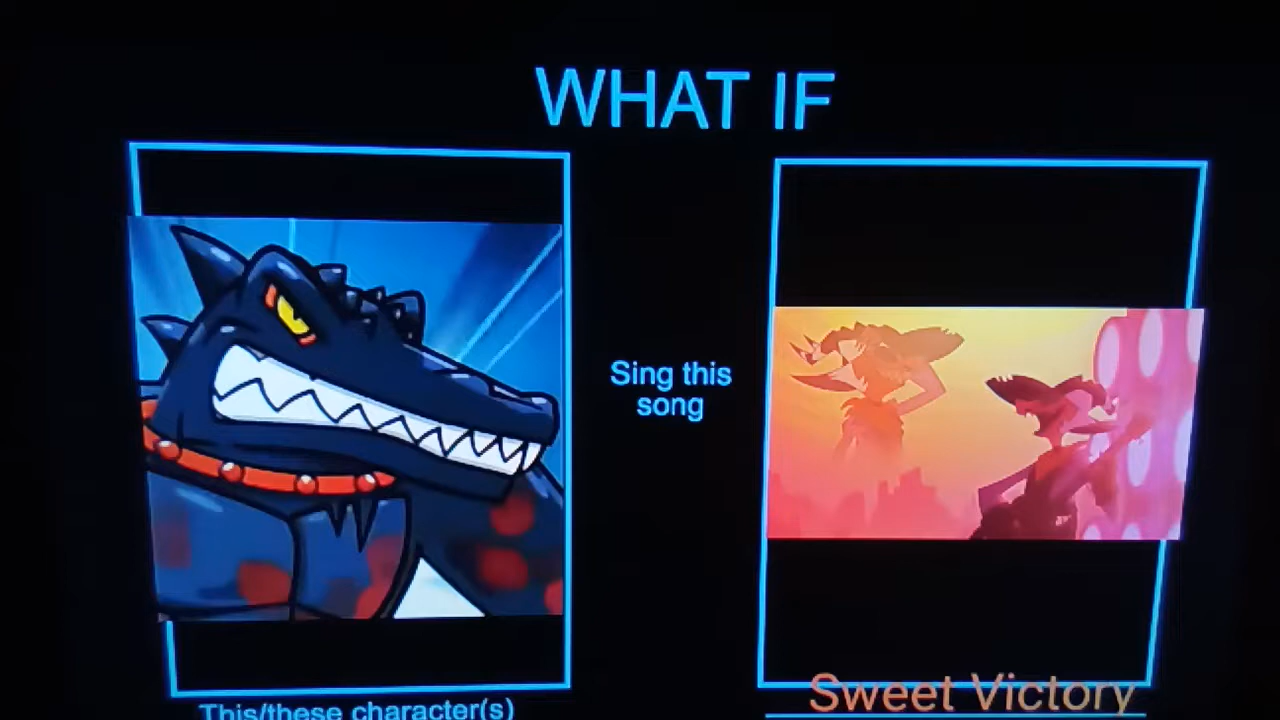 WHAT IF
Sing this
song
This/these character(s)
Sweet Victory